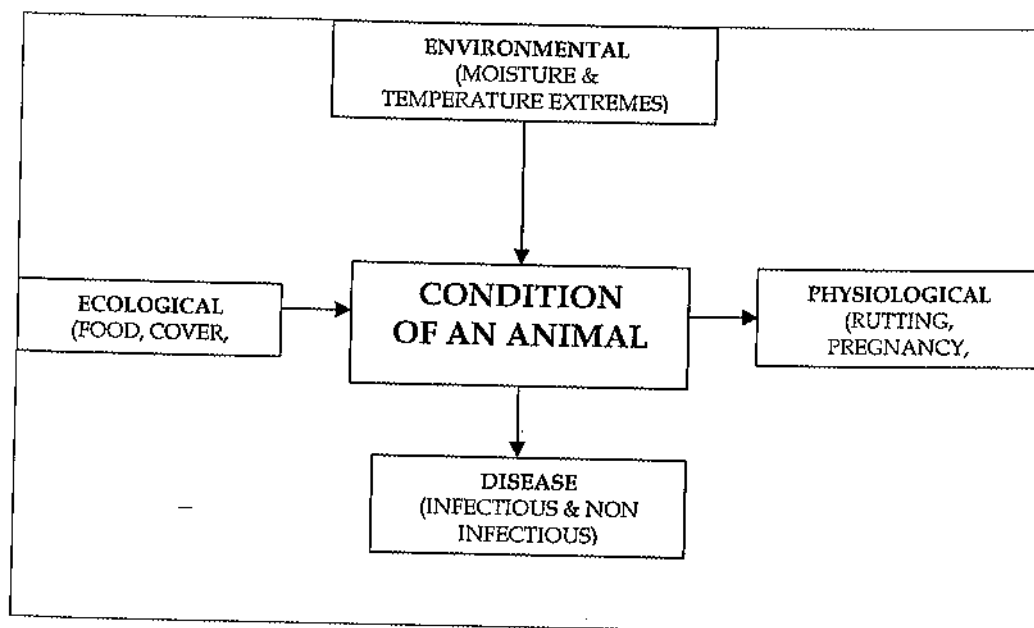 ENVIRONMENTAL
(MOISTURE &
TEMPERATURE EXTREMES)
ECOLOGICAL
(FOOD, COVER,
CONDITION
OF AN ANIMAL
PHYSIOLOGICAL
(RUTTING,
PREGNANCY,
DISEASE
(INFECTIOUS & NON
INFECTIOUS)